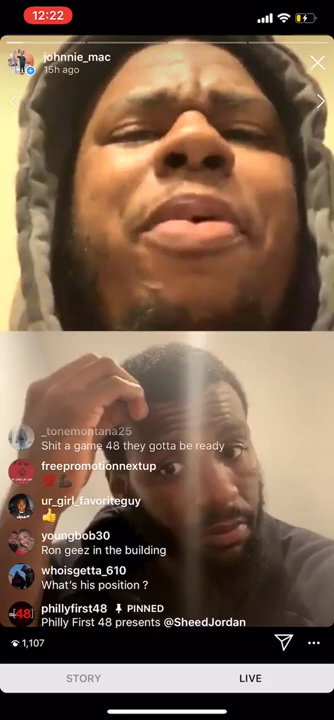 12:22
johnnie_mac
15h ago
_tonemontana25
Shit a game 48 they gotta be ready
freepromotionnextup
💯💪🏿
ur_girl_favoriteguy
👍
youngbob30
Ron geez in the building
whoisgetta_610
What's his position ?
phillyfirst48 PINNED
Philly First 48 presents @SheedJordan
1,107
STORY LIVE